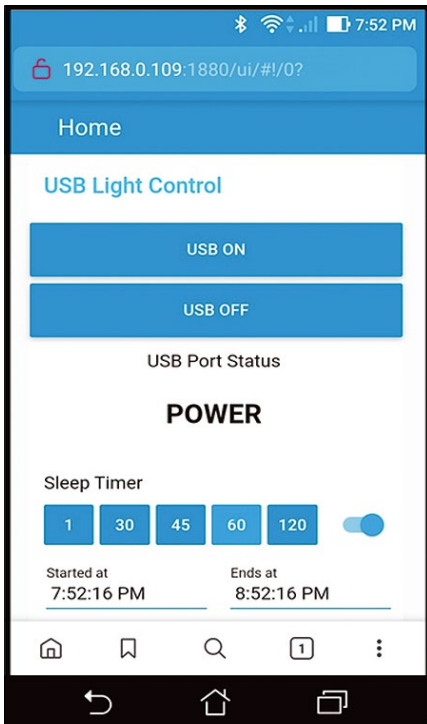 7:52 PM
192.168.0.109:1880/ui/#!/0?
Home
USB Light Control
USB ON
USB OFF
USB Port Status
POWER
Sleep Timer
1 30 45 60 120
Started at Ends at
7:52:16 PM 8:52:16 PM
1